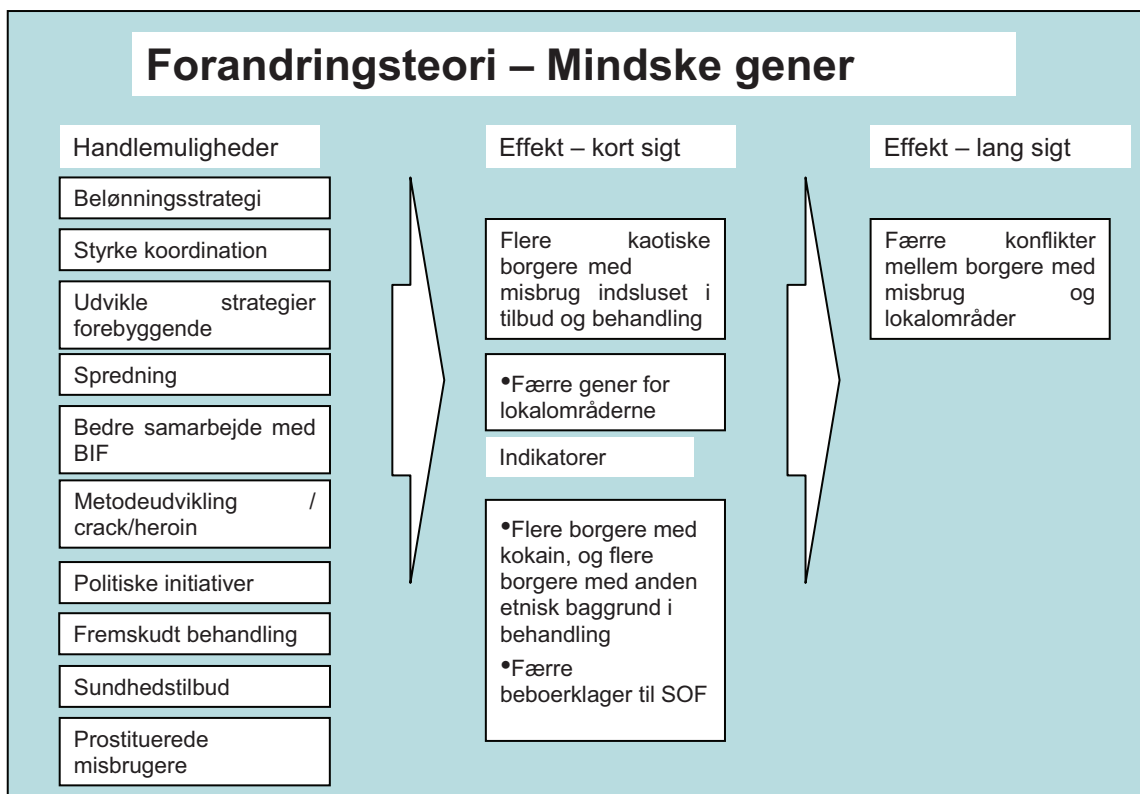 Forandringsteori – Mindske gener
Handlemuligheder
Belønningsstrategi
Styrke koordination
Udvikle strategier
forebyggende
Spredning
Bedre samarbejde med
BIF
Metodeudvikling /
crack/heroin
Politiske initiativer
Fremskudt behandling
Sundhedstilbud
Prostituerede
misbrugere
Effekt – kort sigt
Flere kaotiske
borgere med
misbrug indsluset i
tilbud og behandling
•Færre gener for
lokalområderne
Indikatorer
•Flere borgere med
kokain, og flere
borgere med anden
etnisk baggrund i
behandling
•Færre
beboerklager til SOF
Effekt – lang sigt
Færre konflikter
mellem borgere med
misbrug og
lokalområder